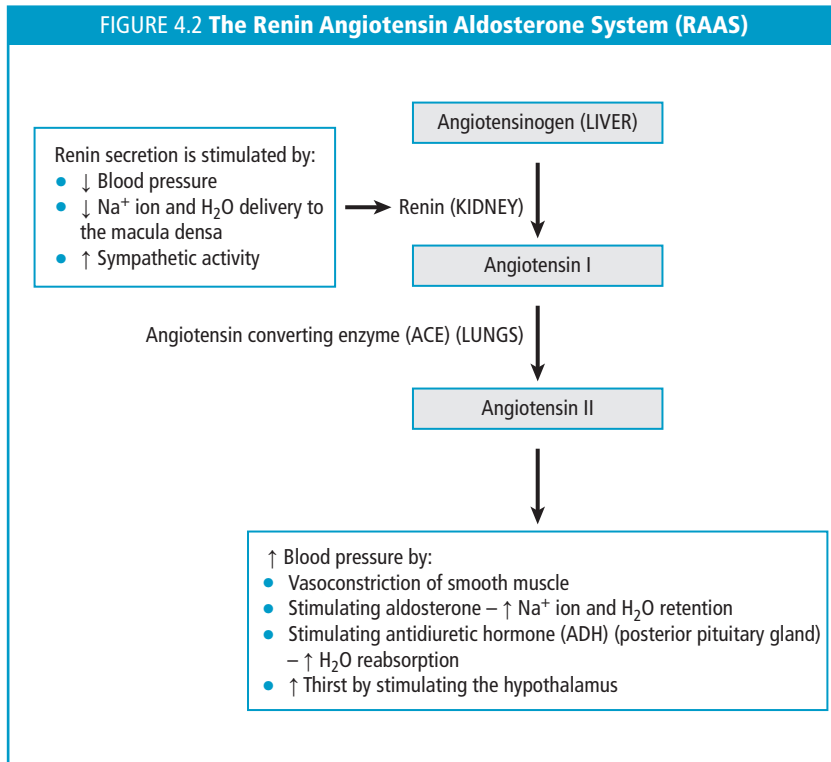 FIGURE 4.2 The Renin Angiotensin Aldosterone System (RAAS)
Angiotensinogen (LIVER)
Renin secretion is stimulated by:
• ↓ Blood pressure
• ↓ Na⁺ ion and H₂O delivery to
the macula densa
• ↑ Sympathetic activity
Renin (KIDNEY)
Angiotensin I
Angiotensin converting enzyme (ACE) (LUNGS)
Angiotensin II
↑ Blood pressure by:
• Vasoconstriction of smooth muscle
• Stimulating aldosterone – ↑ Na⁺ ion and H₂O retention
• Stimulating antidiuretic hormone (ADH) (posterior pituitary gland)
– ↑ H₂O reabsorption
• ↑ Thirst by stimulating the hypothalamus